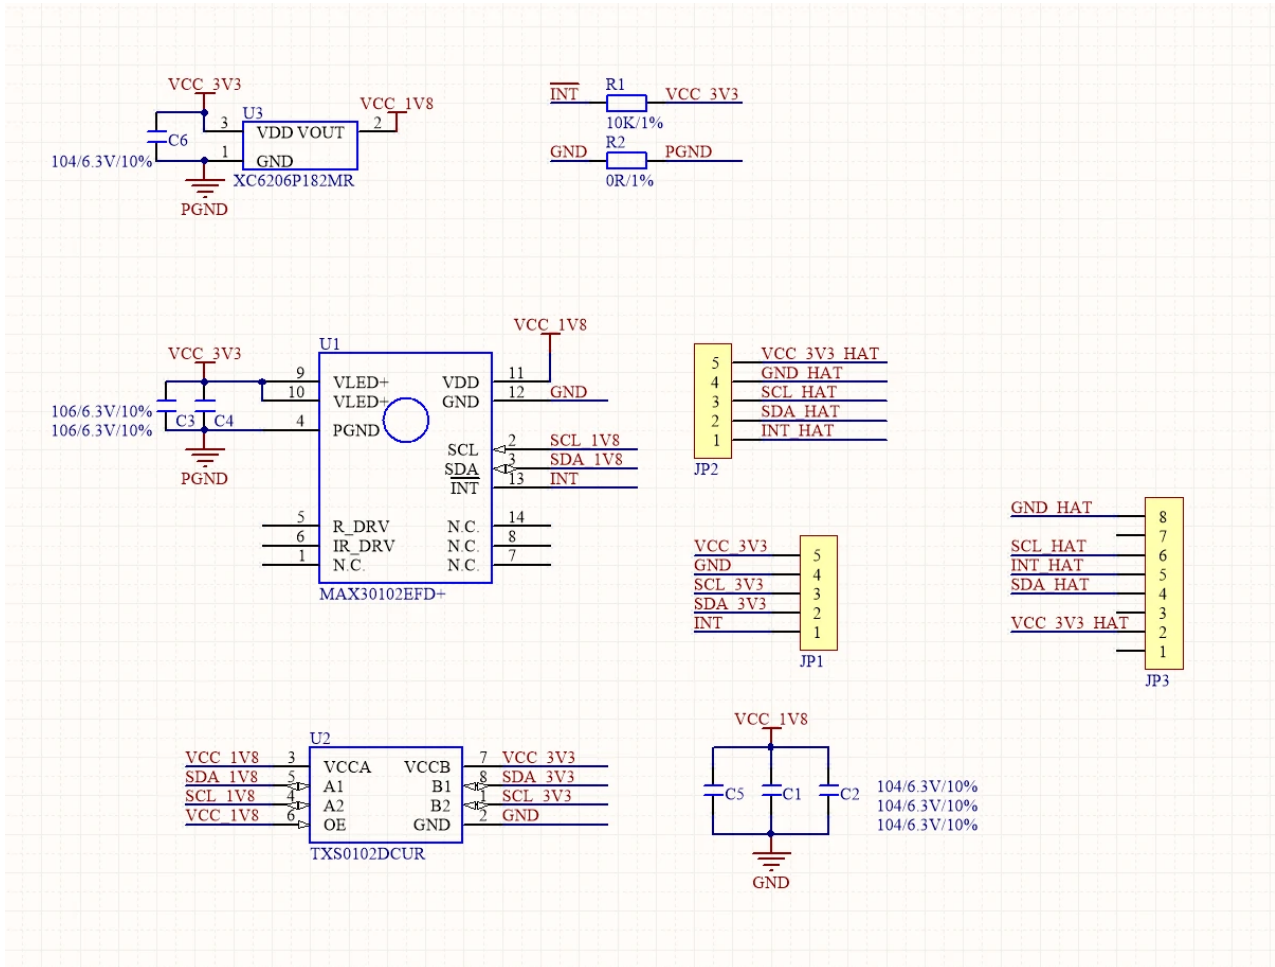 VCC_3V3
U3
3
VDD VOUT
2
VCC_1V8
C6
104/6.3V/10%
1
GND
XC6206P182MR
PGND
INT
R1
VCC_3V3
10K/1%
GND
R2
PGND
0R/1%
VCC_3V3
U1
VCC_1V8
9
VLED+
VDD
11
10
VLED+
GND
12
GND
106/6.3V/10%
106/6.3V/10%
C3
C4
4
PGND
PGND
SCL
2
SCL_1V8
SDA
3
SDA_1V8
INT
13
INT
5
R_DRV
N.C.
14
6
IR_DRV
N.C.
8
1
N.C.
N.C.
7
MAX30102EFD+
5
VCC_3V3_HAT
4
GND_HAT
3
SCL_HAT
2
SDA_HAT
1
INT_HAT
JP2
VCC_3V3
5
GND
4
SCL_3V3
3
SDA_3V3
2
INT
1
JP1
GND_HAT
8
7
SCL_HAT
6
INT_HAT
5
SDA_HAT
4
3
VCC_3V3_HAT
2
1
JP3
U2
VCC_1V8
3
VCCA
VCCB
7
VCC_3V3
SDA_1V8
5
A1
B1
8
SDA_3V3
SCL_1V8
4
A2
B2
1
SCL_3V3
VCC_1V8
6
OE
GND
2
GND
TXS0102DCUR
VCC_1V8
C5
C1
C2
104/6.3V/10%
104/6.3V/10%
104/6.3V/10%
GND